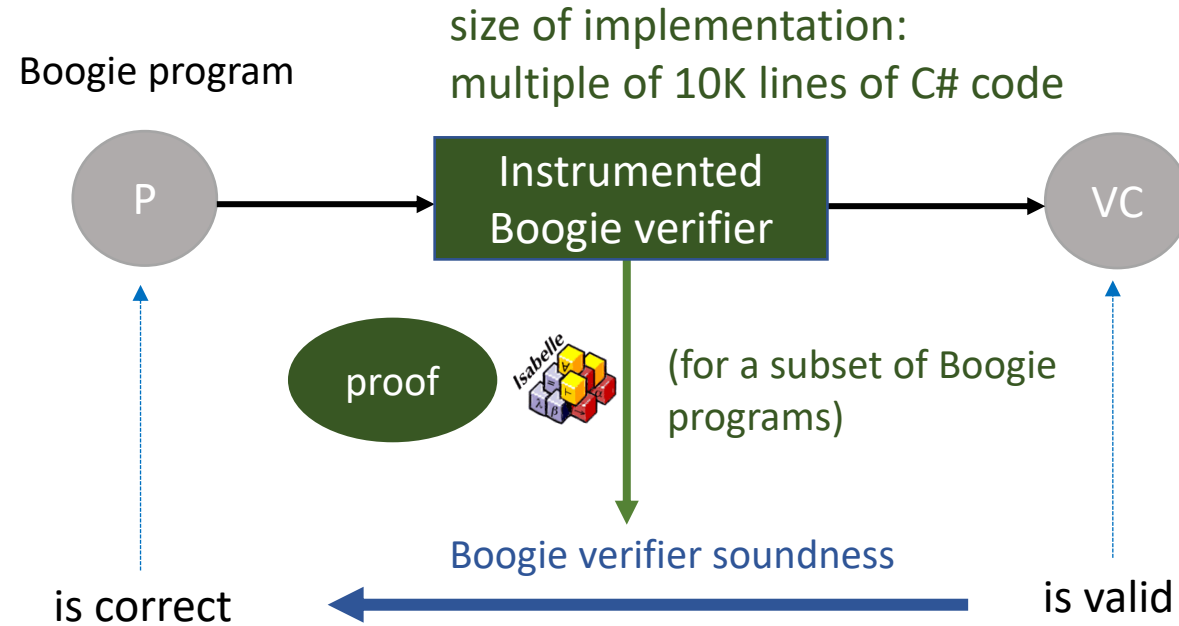 size of implementation:
Boogie program
multiple of 10K lines of C# code
P
Instrumented
Boogie verifier
VC
proof
Isabelle
(for a subset of Boogie
programs)
Boogie verifier soundness
is correct
is valid